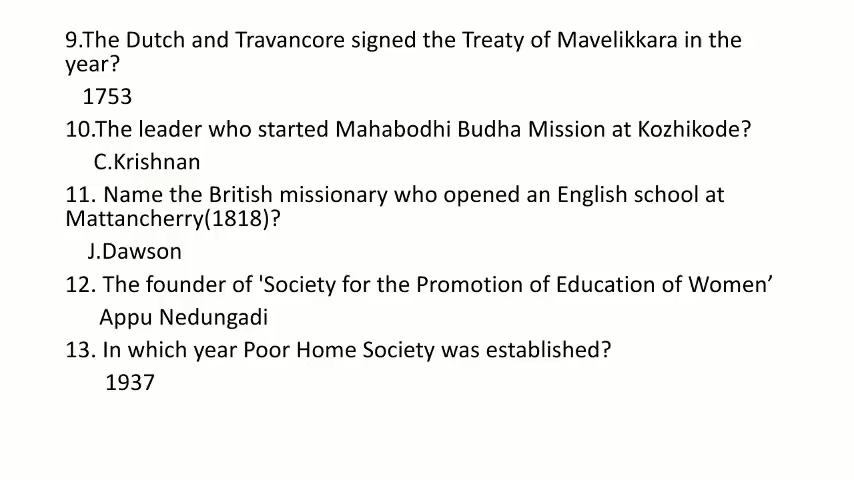 9.The Dutch and Travancore signed the Treaty of Mavelikkara in the
year?
1753
10.The leader who started Mahabodhi Budha Mission at Kozhikode?
C.Krishnan
11. Name the British missionary who opened an English school at
Mattancherry(1818)?
J.Dawson
12. The founder of 'Society for the Promotion of Education of Women’
Appu Nedungadi
13. In which year Poor Home Society was established?
1937